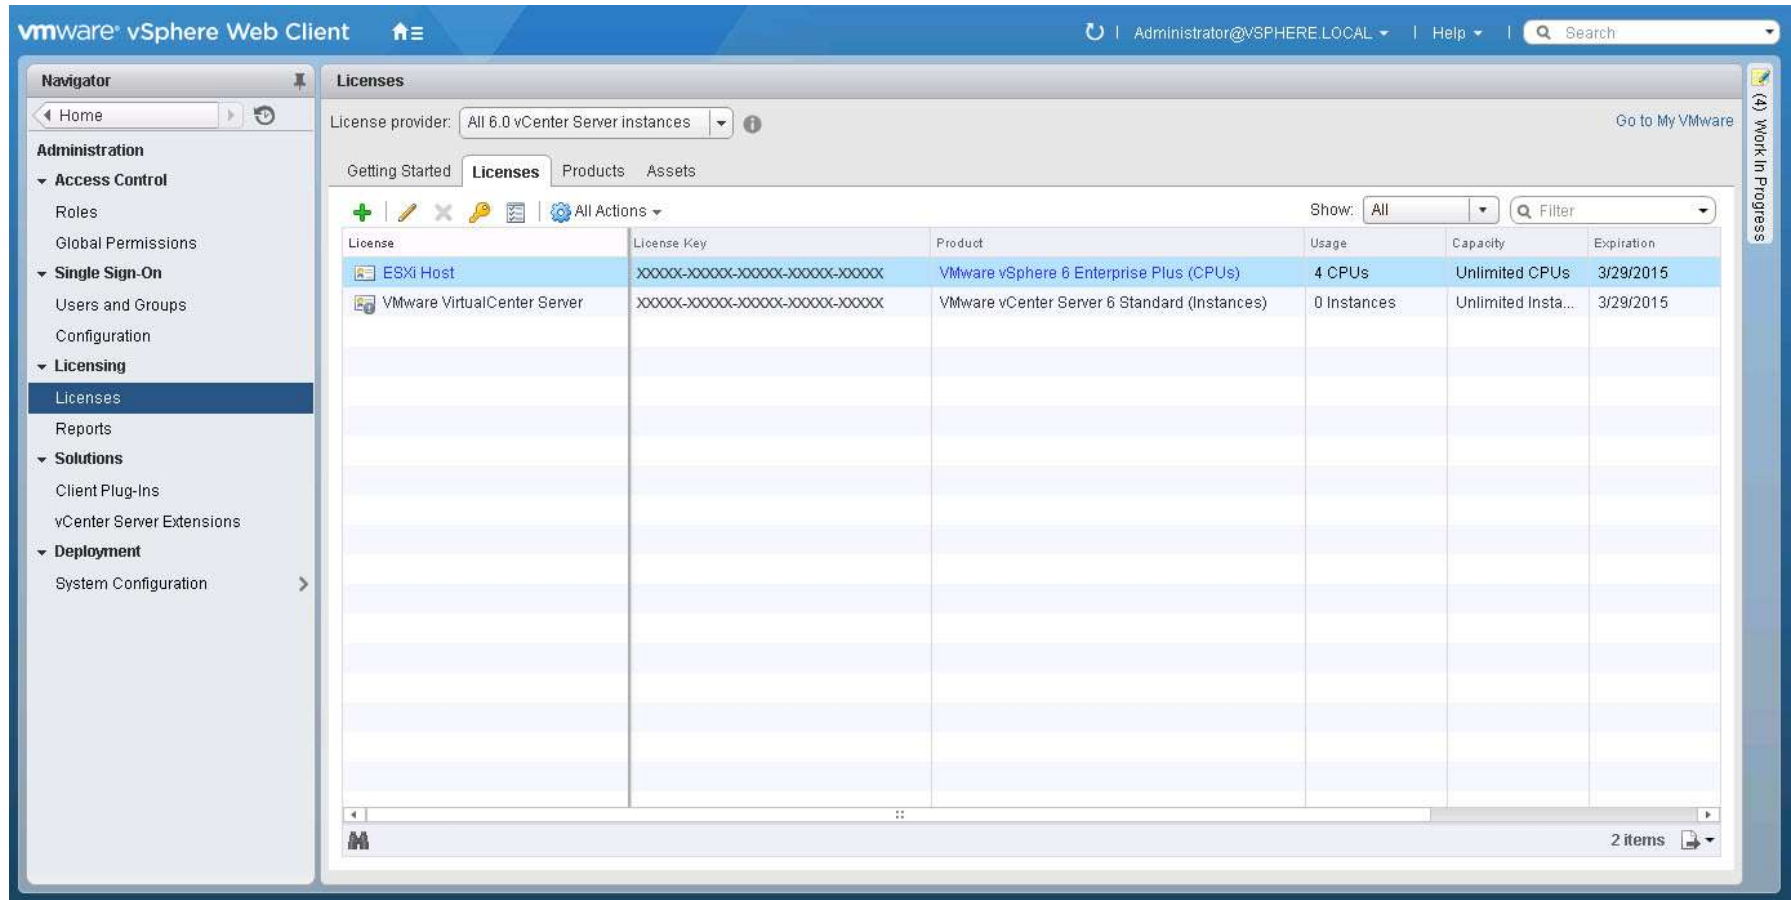 vmware® vSphere Web Client
Administrator@VSPHERE.LOCAL
Help
Search
Navigator
Home
Administration
Access Control
Roles
Global Permissions
Single Sign-On
Users and Groups
Configuration
Licensing
Licenses
Reports
Solutions
Client Plug-Ins
vCenter Server Extensions
Deployment
System Configuration
Licenses
License provider: All 6.0 vCenter Server instances
Go to My VMware
Getting Started Licenses Products Assets
All Actions Show: All Filter
License License Key Product Usage Capacity Expiration
ESXi Host XXXXX-XXXXX-XXXXX-XXXXX-XXXXX VMware vSphere 6 Enterprise Plus (CPUs) 4 CPUs Unlimited CPUs 3/29/2015
VMware VirtualCenter Server XXXXX-XXXXX-XXXXX-XXXXX-XXXXX VMware vCenter Server 6 Standard (Instances) 0 Instances Unlimited Insta... 3/29/2015
2 items
(4) Work In Progress